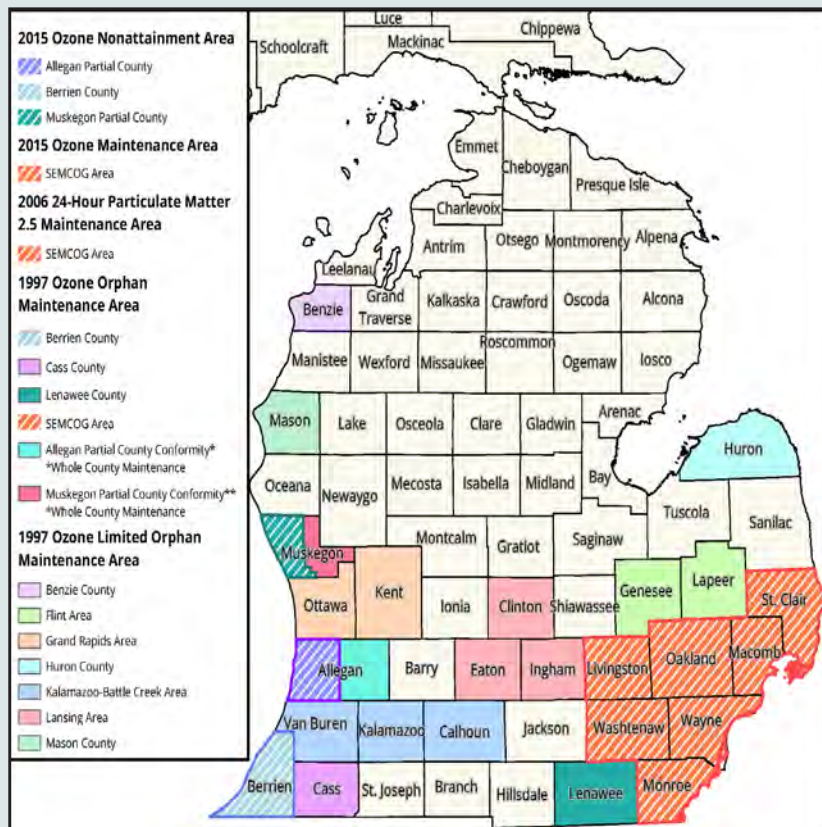 2015 Ozone Nonattainment Area
Allegan Partial County
Berrien County
Muskegon Partial County
2015 Ozone Maintenance Area
SEMCOG Area
2006 24-Hour Particulate Matter
2.5 Maintenance Area
SEMCOG Area
1997 Ozone Orphan
Maintenance Area
Berrien County
Cass County
Lenawee County
SEMCOG Area
Allegan Partial County Conformity*
*Whole County Maintenance
Muskegon Partial County Conformity**
*Whole County Maintenance
1997 Ozone Limited Orphan
Maintenance Area
Benzie County
Flint Area
Grand Rapids Area
Huron County
Kalamazoo-Battle Creek Area
Lansing Area
Mason County
Luce
Chippewa
Schoolcraft
Mackinac
Emmet
Cheboygan
Presque Isle
Charlevoix
Antrim
Otsego
Montmorency
Alpena
Leelanau
Benzie
Grand
Traverse
Kalkaska
Crawford
Oscoda
Alcona
Manistee
Wexford
Missaukee
Roscommon
Ogemaw
Iosco
Mason
Lake
Osceola
Clare
Gladwin
Arenac
Huron
Oceana
Newaygo
Mecosta
Isabella
Midland
Bay
Tuscola
Sanilac
Muskegon
Montcalm
Gratiot
Saginaw
Ottawa
Kent
Ionia
Clinton
Shiawassee
Genesee
Lapeer
St. Clair
Allegan
Barry
Eaton
Ingham
Livingston
Oakland
Macomb
Van Buren
Kalamazoo
Calhoun
Jackson
Washtenaw
Wayne
Berrien
Cass
St. Joseph
Branch
Hillsdale
Lenawee
Monroe